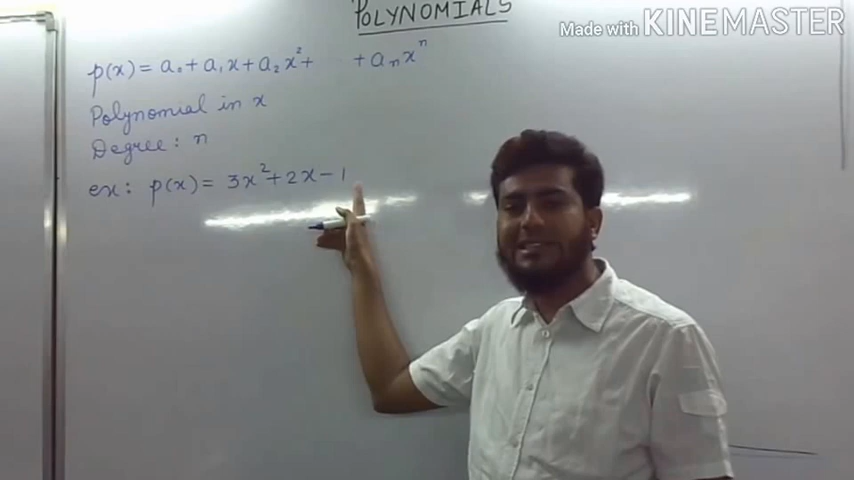 POLYNOMIALS
Made with KINEMASTER
p(x) = a₀ + a₁x + a₂x² + + aₙxⁿ
Polynomial in x
Degree : n
ex: p(x) = 3x² + 2x - 1